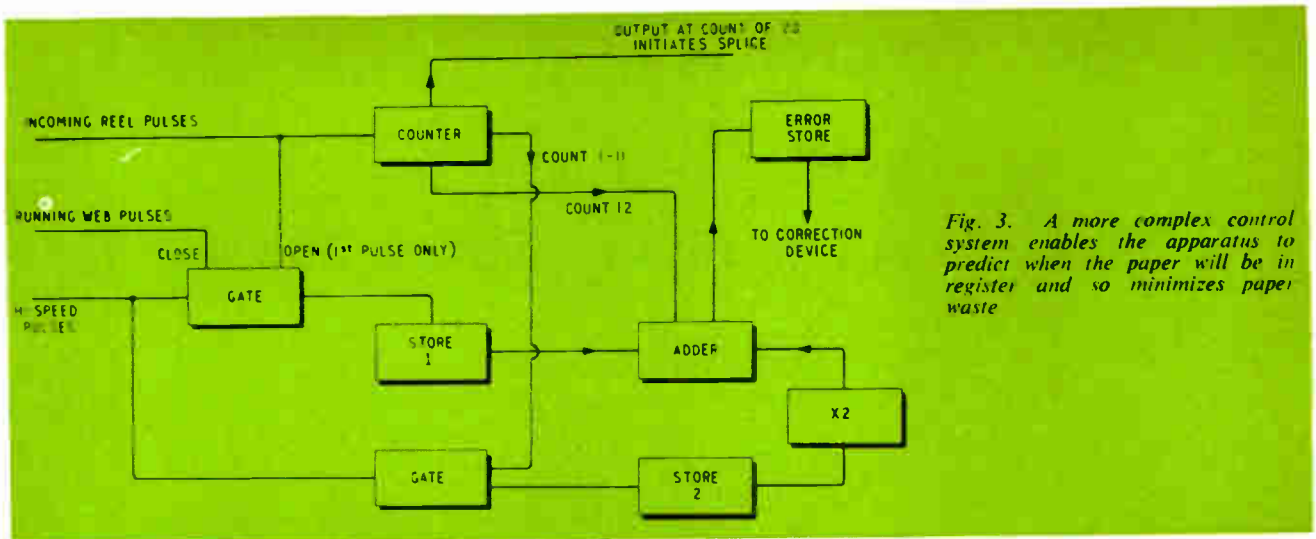 OUTPUT AT COUNT OF
INITIATES SPLICE
INCOMING REEL PULSES
COUNTER
ERROR
STORE
COUNT 1-11
COUNT 12
RUNNING WEB PULSES
CLOSE
OPEN (1st PULSE ONLY)
TO CORRECTION
DEVICE
GATE
SPEED
PULSES
STORE
1
ADDER
X2
GATE
STORE
2
Fig. 3. A more complex control
system enables the apparatus to
predict when the paper will be in
register and so minimizes paper
waste